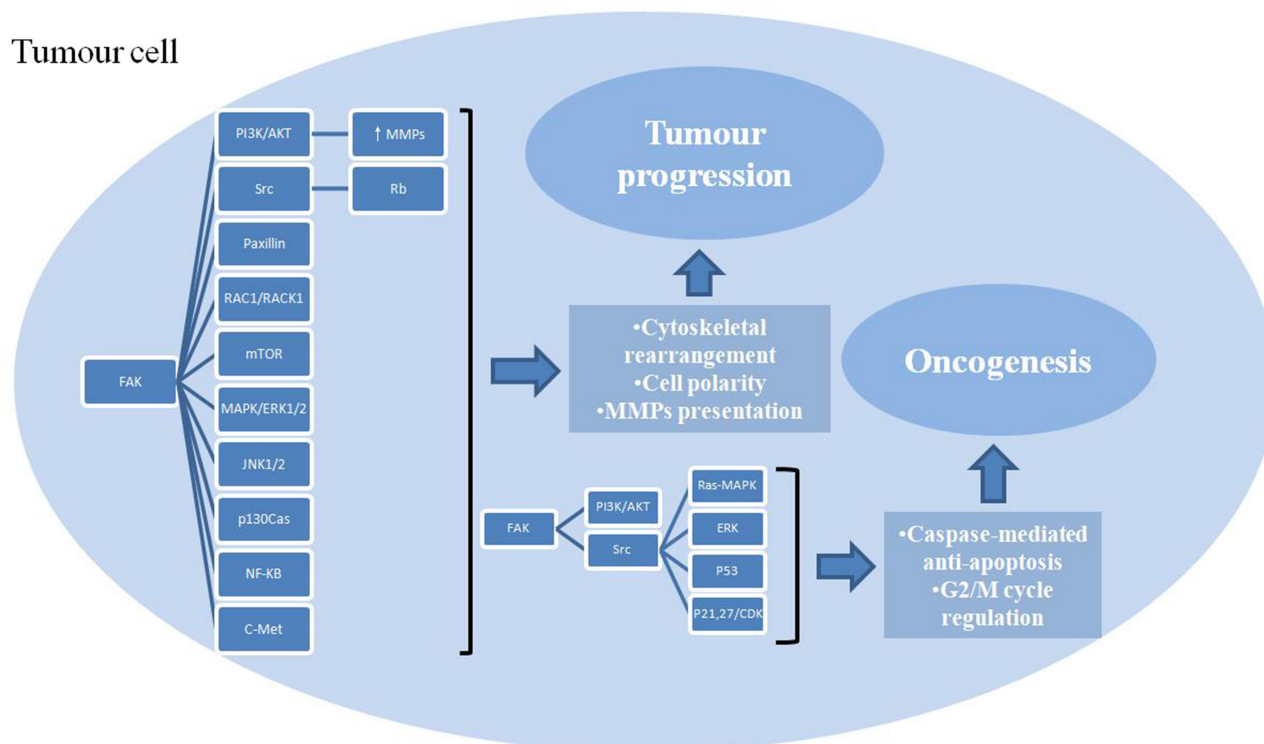 Tumour cell
PI3K/AKT
↑ MMPs
Src
Rb
Paxillin
RAC1/RACK1
mTOR
FAK
MAPK/ERK1/2
JNK1/2
p130Cas
NF-KB
C-Met
Tumour
progression
•Cytoskeletal
rearrangement
•Cell polarity
•MMPs presentation
Oncogenesis
FAK
PI3K/AKT
Src
Ras-MAPK
ERK
P53
P21,27/CDK
•Caspase-mediated
anti-apoptosis
•G2/M cycle
regulation